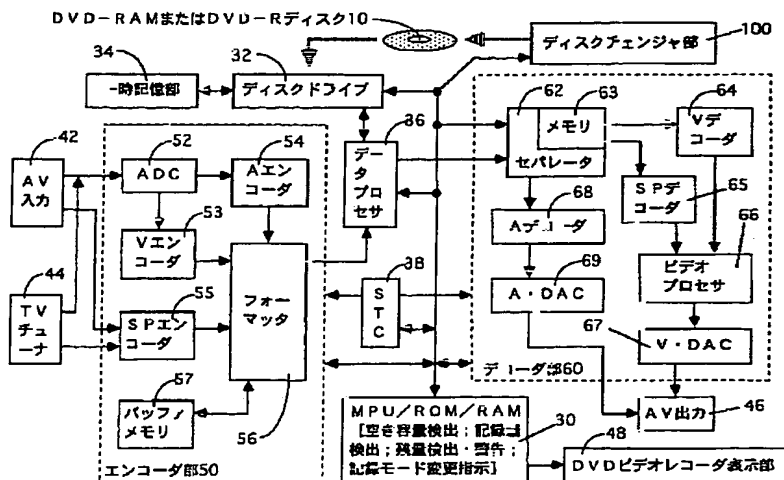 DVD-RAMまたはDVD-Rディスク10
ディスクチェンジャ部
100
34
一時記憶部
32
ディスクドライブ
36
データ
プロセサ
62
63
メモリ
セパレータ
64
Vデ
コーダ
42
AV
入力
52
ADC
54
Aエン
コーダ
53
Vエン
コーダ
68
Aデコーダ
SPデ
コーダ
65
44
TV
チュ
ーナ
55
SPエン
コーダ
フォー
マッタ
56
38
S
T
C
69
A・DAC
66
ビデオ
プロセサ
67
V・DAC
デコーダ部60
57
バッファ
メモリ
エンコーダ部50
MPU/ROM/RAM
[空き容量検出;記録
検出;残量検出・警告;
記録モード変更指示]
30
AV出力
46
48
DVDビデオレコーダ表示部